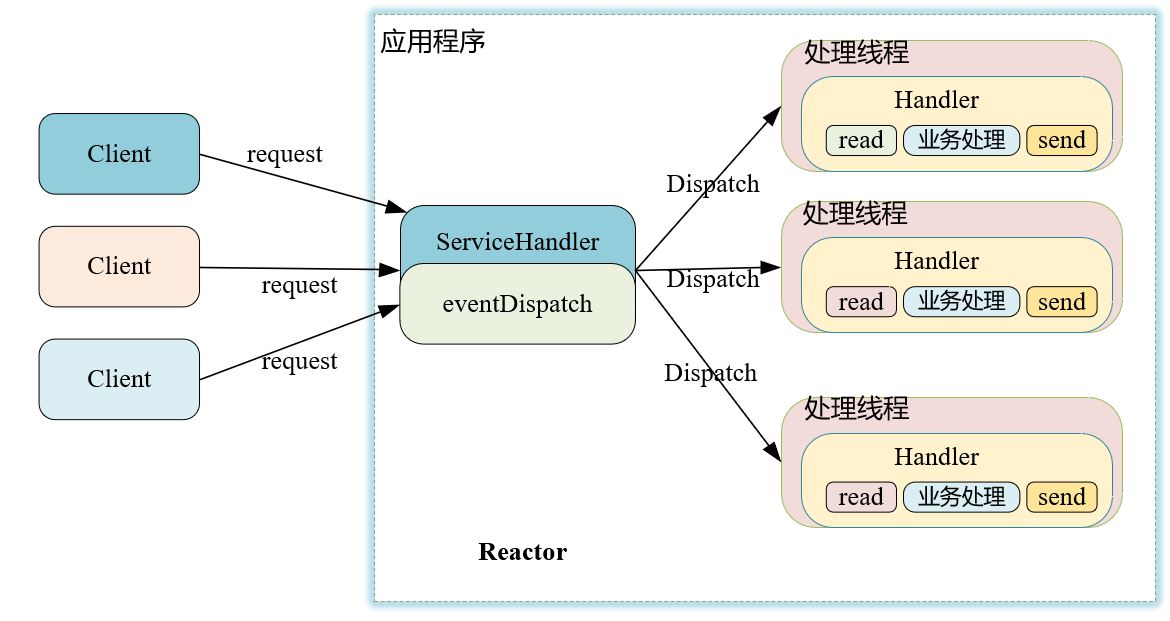 应用程序
Client
request
Client
request
Client
request
ServiceHandler
eventDispatch
Dispatch
Dispatch
Dispatch
处理线程
Handler
read 业务处理 send
处理线程
Handler
read 业务处理 send
处理线程
Handler
read 业务处理 send
Reactor